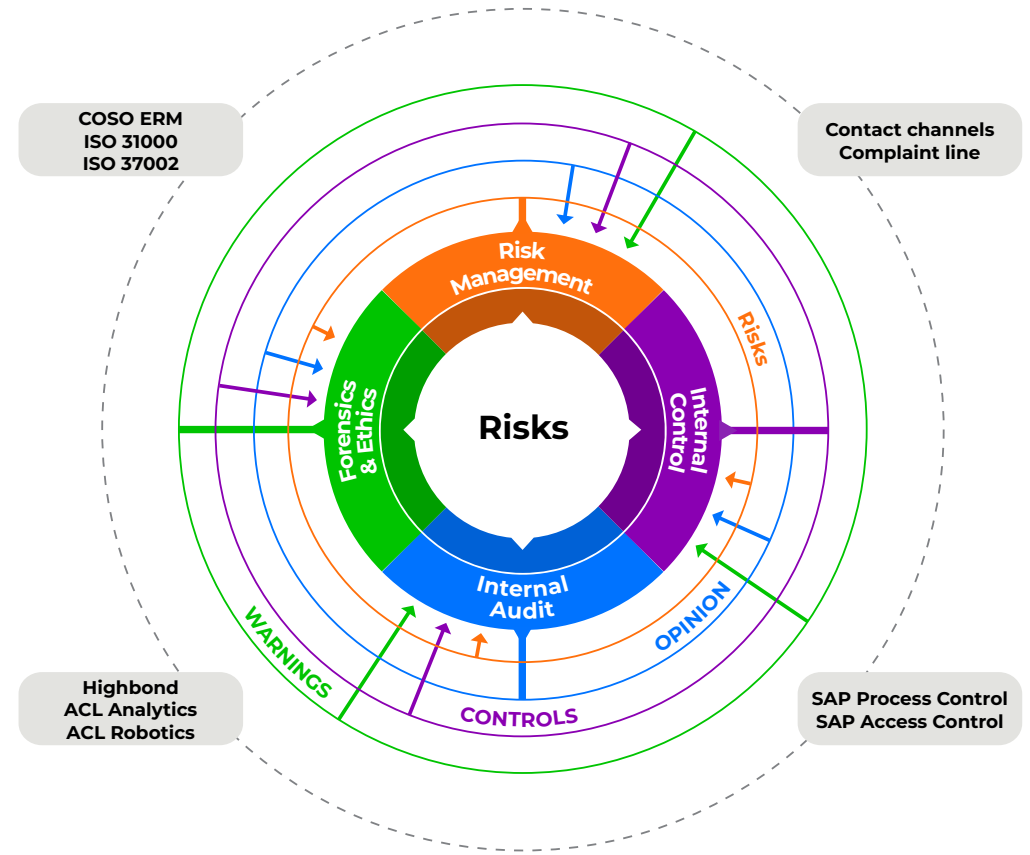 COSO ERM
ISO 31000
ISO 37002
Contact channels
Complaint line
Risk
Management
Risks
Forensics
& Ethics
Risks
Internal
Control
Internal
Audit
OPINION
WARNINGS
CONTROLS
Highbond
ACL Analytics
ACL Robotics
SAP Process Control
SAP Access Control